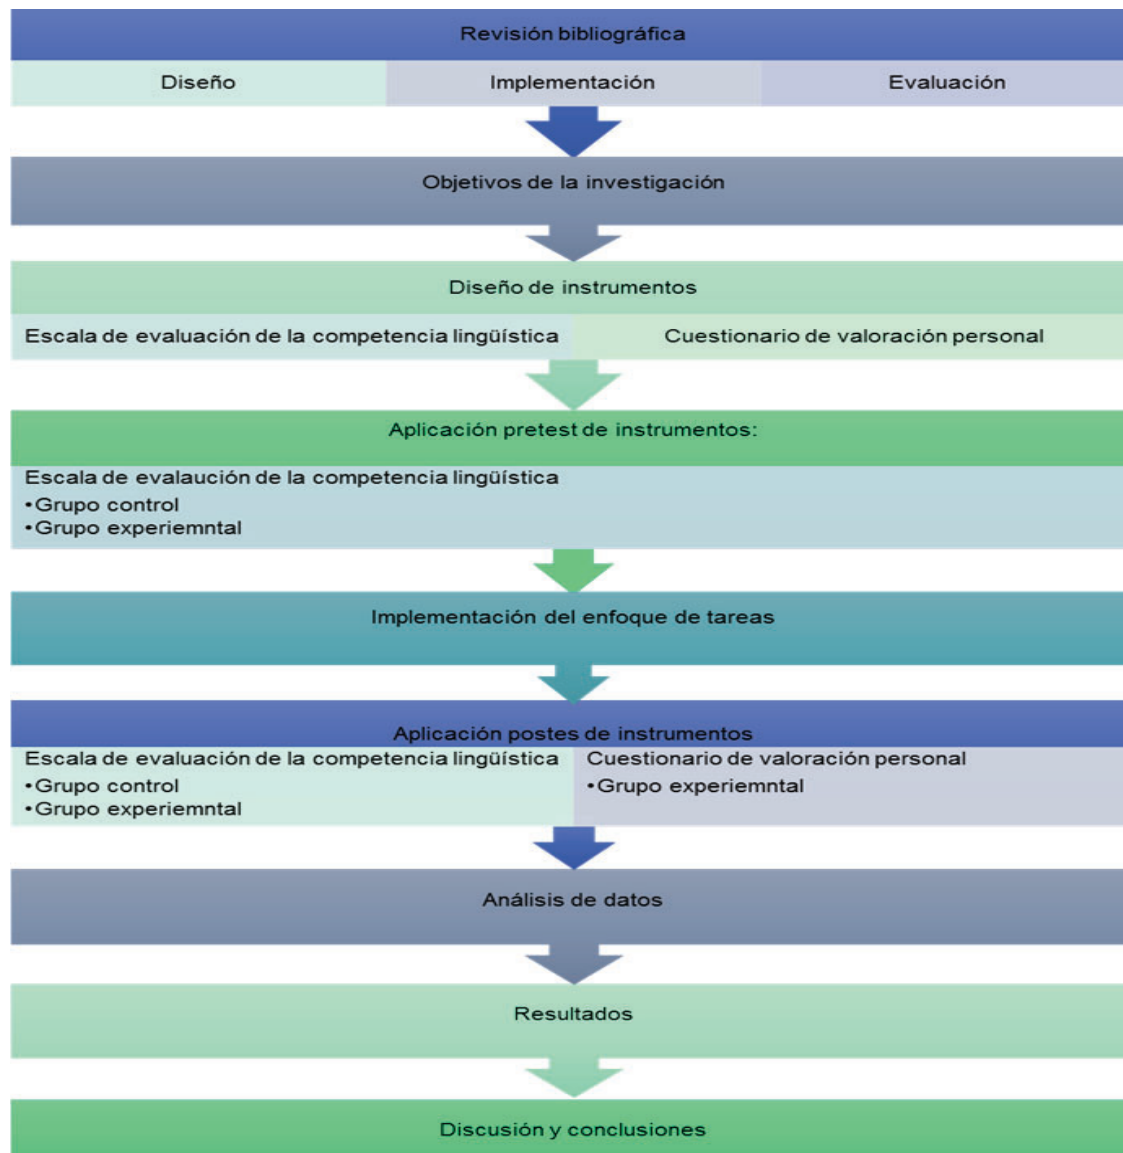 Revisión bibliográfica
Diseño
Implementación
Evaluación
Objetivos de la investigación
Diseño de instrumentos
Escala de evaluación de la competencia lingüística
Cuestionario de valoración personal
Aplicación pretest de instrumentos:
Escala de evalaución de la competencia lingüística
•Grupo control
•Grupo experiemntal
Implementación del enfoque de tareas
Aplicación postes de instrumentos
Escala de evaluación de la competencia lingüística
•Grupo control
•Grupo experiemntal
Cuestionario de valoración personal
•Grupo experiemntal
Análisis de datos
Resultados
Discusión y conclusiones